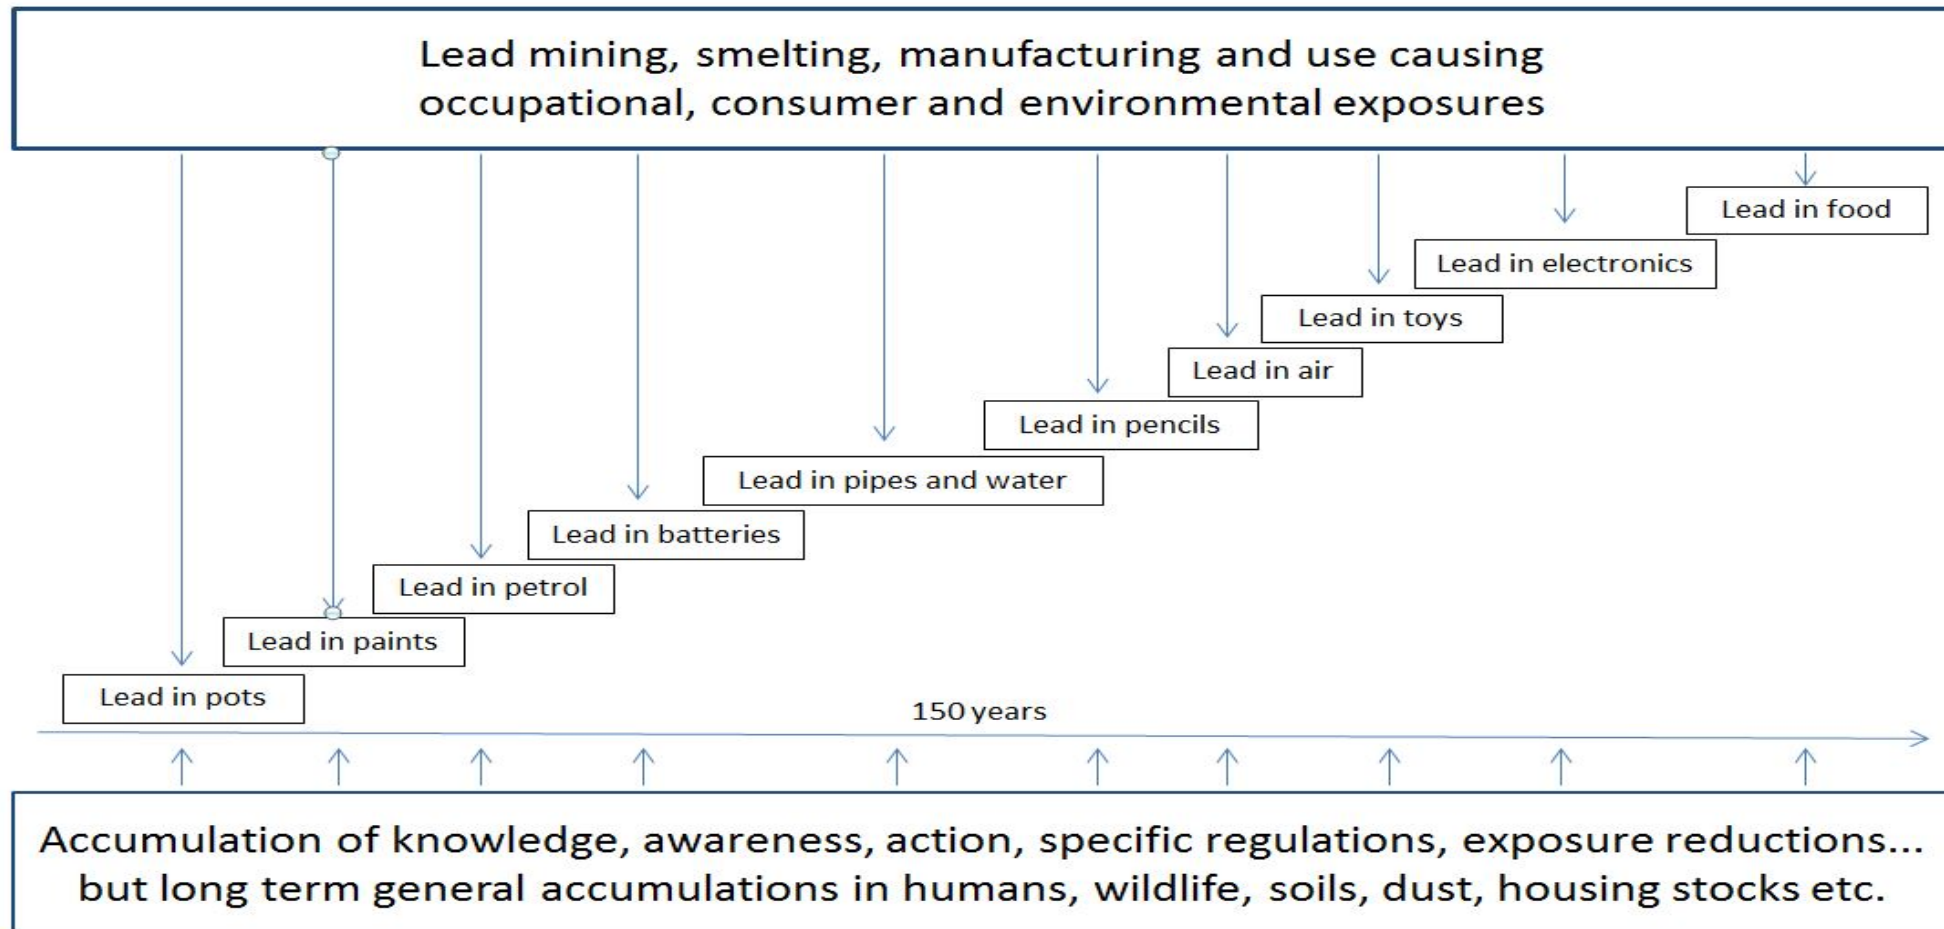 Lead mining, smelting, manufacturing and use causing
occupational, consumer and environmental exposures
Lead in food
Lead in electronics
Lead in toys
Lead in air
Lead in pencils
Lead in pipes and water
Lead in batteries
Lead in petrol
Lead in paints
Lead in pots
150 years
Accumulation of knowledge, awareness, action, specific regulations, exposure reductions...
but long term general accumulations in humans, wildlife, soils, dust, housing stocks etc.